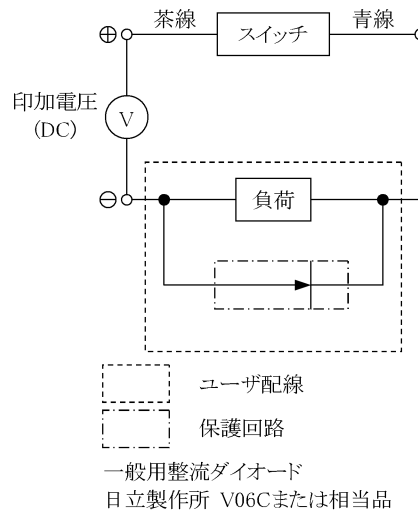 ⊕ 茶線 スイッチ 青線
印加電圧
(DC)
V
⊖ 負荷
ユーザ配線
保護回路
一般用整流ダイオード
日立製作所 V06Cまたは相当品